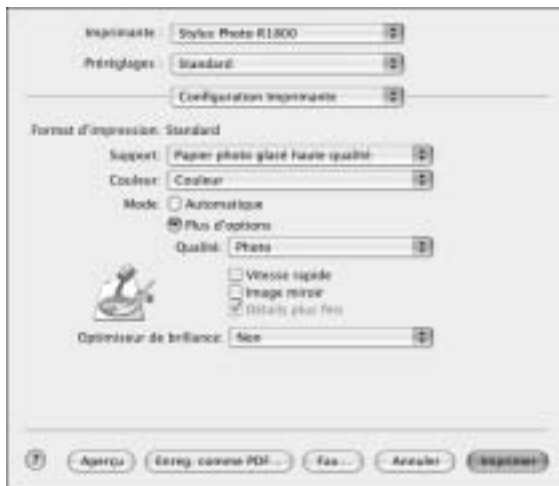 Imprimante : Stylus Photo R1800
Préréglages : Standard
Configuration Imprimante
Format d'impression: Standard
Support: Papier photo glacé haute qualité
Couleur: Couleur
Mode: Automatique
Plus d'options
Qualité: Photo
Vitesse rapide
Image miroir
Détails plus fins
Optimiseur de brillance: Non
? Aperçu Enreg. comme PDF... Fax... Annuler Imprimer